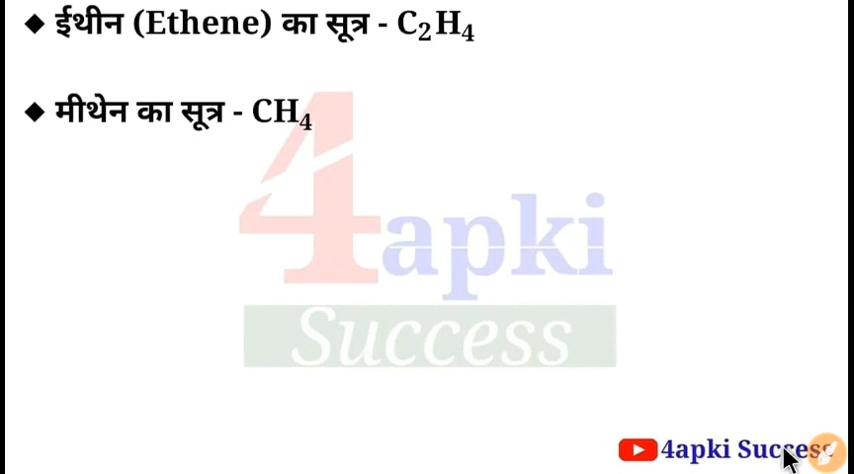 ◆ ईथीन (Ethene) का सूत्र - C₂H₄
◆ मीथेन का सूत्र - CH₄
4apki
Success
4apki Success